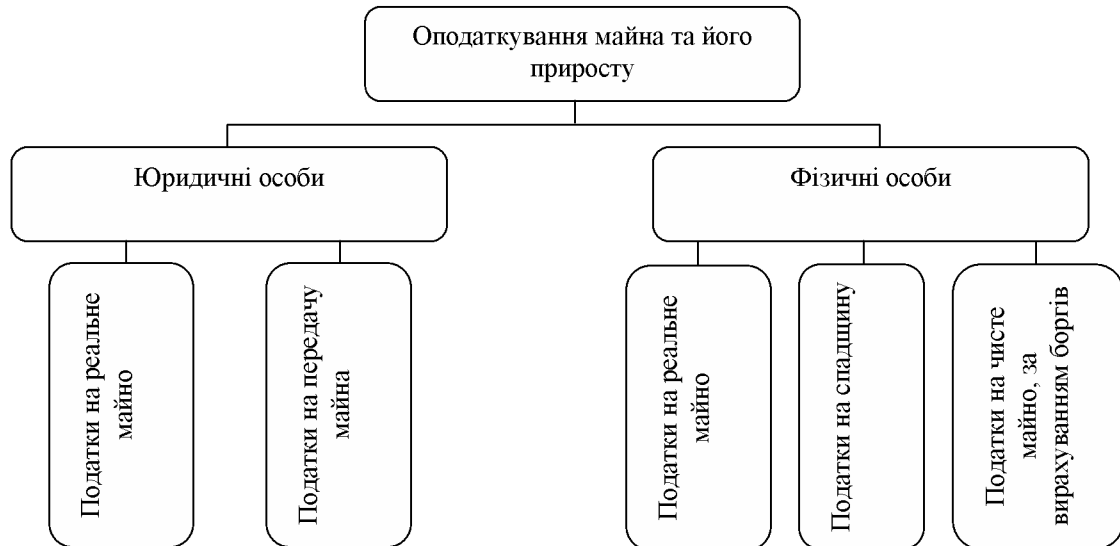 Оподаткування майна та його
приросту
Юридичні особи
Фізичні особи
Податки на реальне
майно
Податки на передачу
майна
Податки на реальне
майно
Податки на спадщину
Податки на чисте
майно, за
вирахуванням боргів